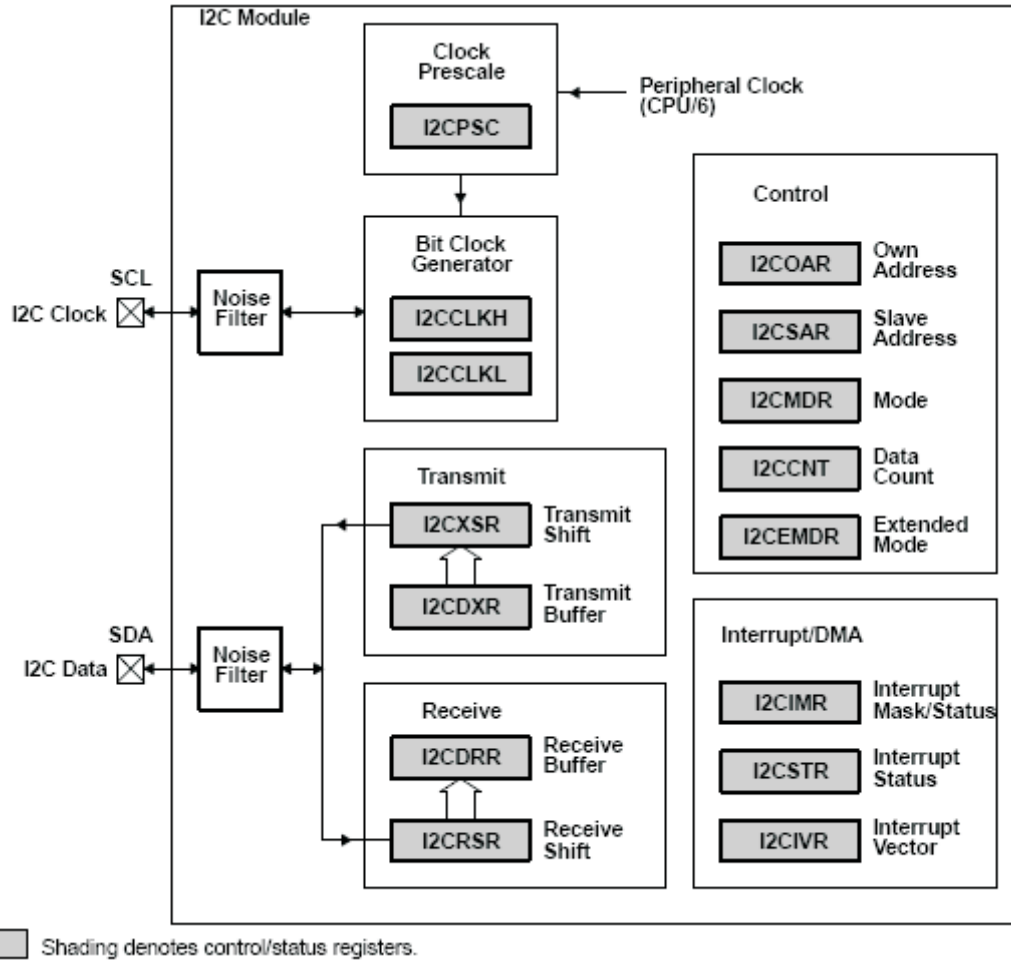 I2C Module
Clock
Prescale
I2CPSC
Peripheral Clock
(CPU/6)
Bit Clock
Generator
I2CCLKH
I2CCLKL
SCL
I2C Clock
Noise
Filter
Control
I2COAR
Own
Address
I2CSAR
Slave
Address
I2CMDR
Mode
I2CCNT
Data
Count
I2CEMDR
Extended
Mode
Transmit
I2CXSR
Transmit
Shift
I2CDXR
Transmit
Buffer
SDA
I2C Data
Noise
Filter
Receive
I2CDRR
Receive
Buffer
I2CRSR
Receive
Shift
Interrupt/DMA
I2CIMR
Interrupt
Mask/Status
I2CSTR
Interrupt
Status
I2CIVR
Interrupt
Vector
Shading denotes control/status registers.